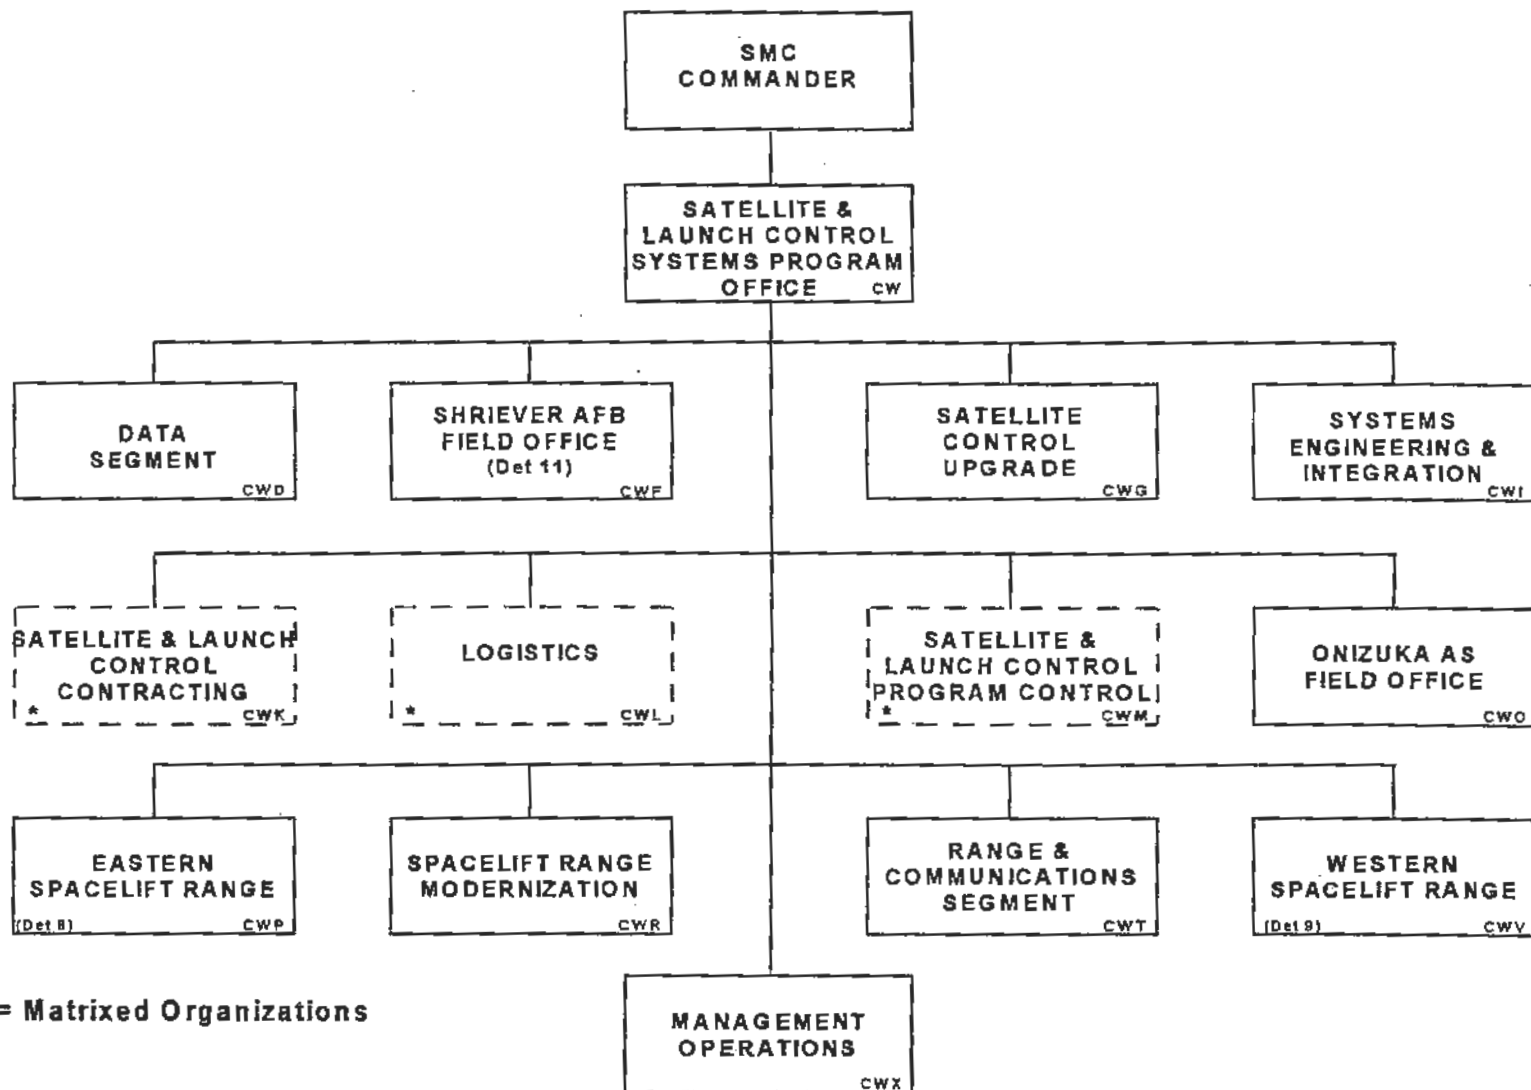 SMC
COMMANDER
SATELLITE &
LAUNCH CONTROL
SYSTEMS PROGRAM
OFFICE CW
DATA
SEGMENT
CWD
SHRIEVER AFB
FIELD OFFICE
(Det 11)
CWF
SATELLITE
CONTROL
UPGRADE
CWG
SYSTEMS
ENGINEERING &
INTEGRATION
CWI
SATELLITE & LAUNCH
CONTROL
CONTRACTING
* CWK
LOGISTICS
* CWL
SATELLITE &
LAUNCH CONTROL
PROGRAM CONTROL
* CWM
ONIZUKA AS
FIELD OFFICE
CWO
EASTERN
SPACELIFT RANGE
(Det 8) CWP
SPACELIFT RANGE
MODERNIZATION
CWR
RANGE &
COMMUNICATIONS
SEGMENT
CWT
WESTERN
SPACELIFT RANGE
(Det 9) CWV
= Matrixed Organizations
MANAGEMENT
OPERATIONS
CWX